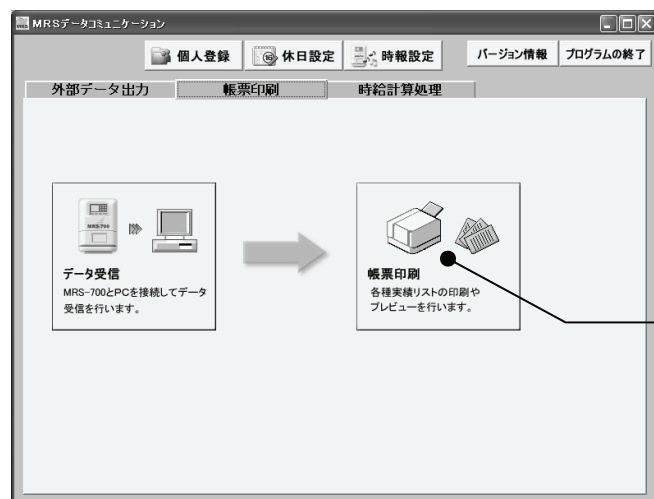 MRSデータコミュニケーション
個人登録
16
休日設定
時報設定
バージョン情報
プログラムの終了
外部データ出力
帳票印刷
時給計算処理
MRS-700
データ受信
MRS-700とPCを接続してデータ
受信を行います。
帳票印刷
各種実績リストの印刷や
プレビューを行います。